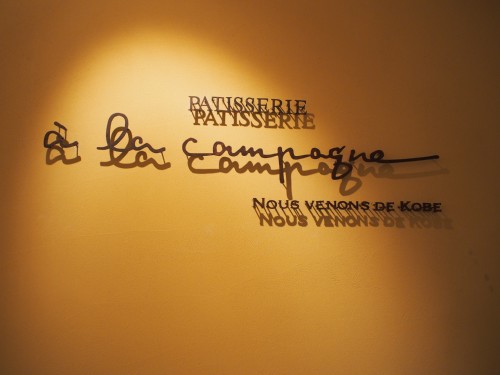 PATISSERIE
à la campagne
NOUS VENONS DE KOBE